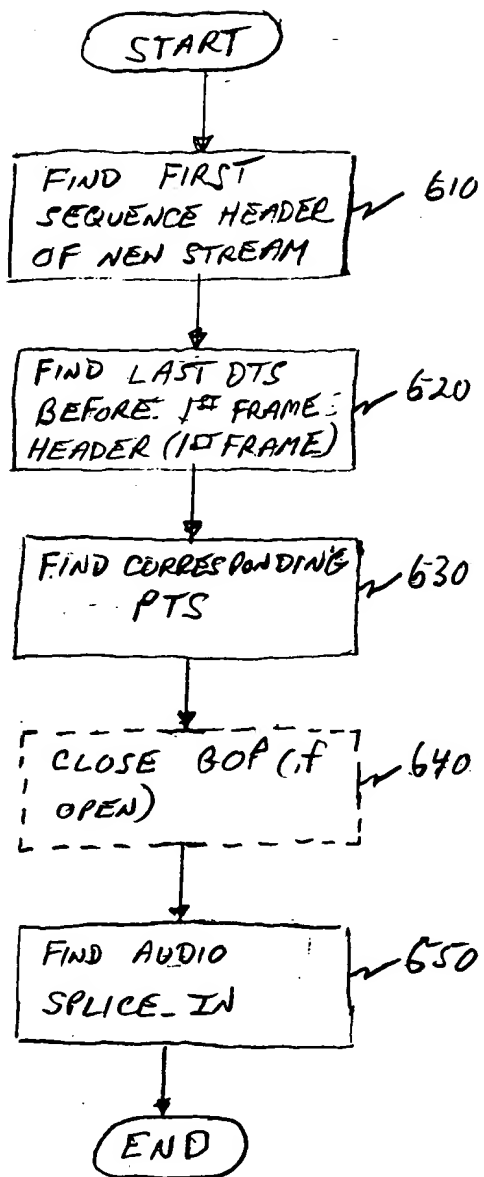 START
FIND FIRST
SEQUENCE HEADER
OF NEW STREAM
610
FIND LAST DTS
BEFORE 1st FRAME
HEADER (1st FRAME)
620
FIND CORRESPONDING
PTS
630
CLOSE GOP (if
OPEN)
640
FIND AUDIO
SPLICE_IN
650
END